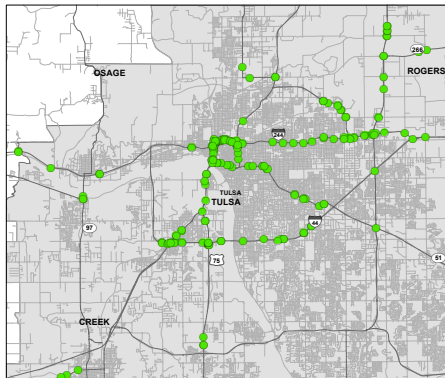 266
OSAGE
ROGERS
244
TULSA
TULSA
44
97
75
51
CREEK